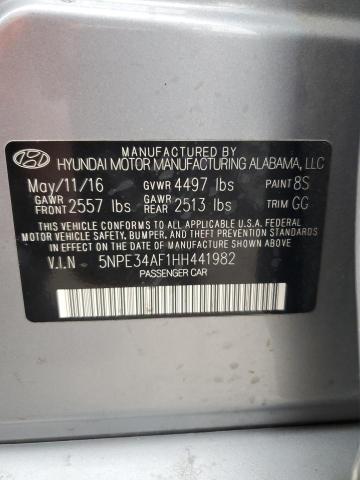 MANUFACTURED BY
HYUNDAI MOTOR MANUFACTURING ALABAMA, LLC
May/11/16 GVWR 4497 lbs PAINT 8S
GAWR FRONT 2557 lbs GAWR REAR 2513 lbs TRIM GG
THIS VEHICLE CONFORMS TO ALL APPLICABLE U.S.A. FEDERAL
MOTOR VEHICLE SAFETY, BUMPER, AND THEFT PREVENTION
STANDARDS IN EFFECT ON THE DATE OF MANUFACTURE SHOWN ABOVE.
V.I.N 5NPE34AF1HH441982
PASSENGER CAR